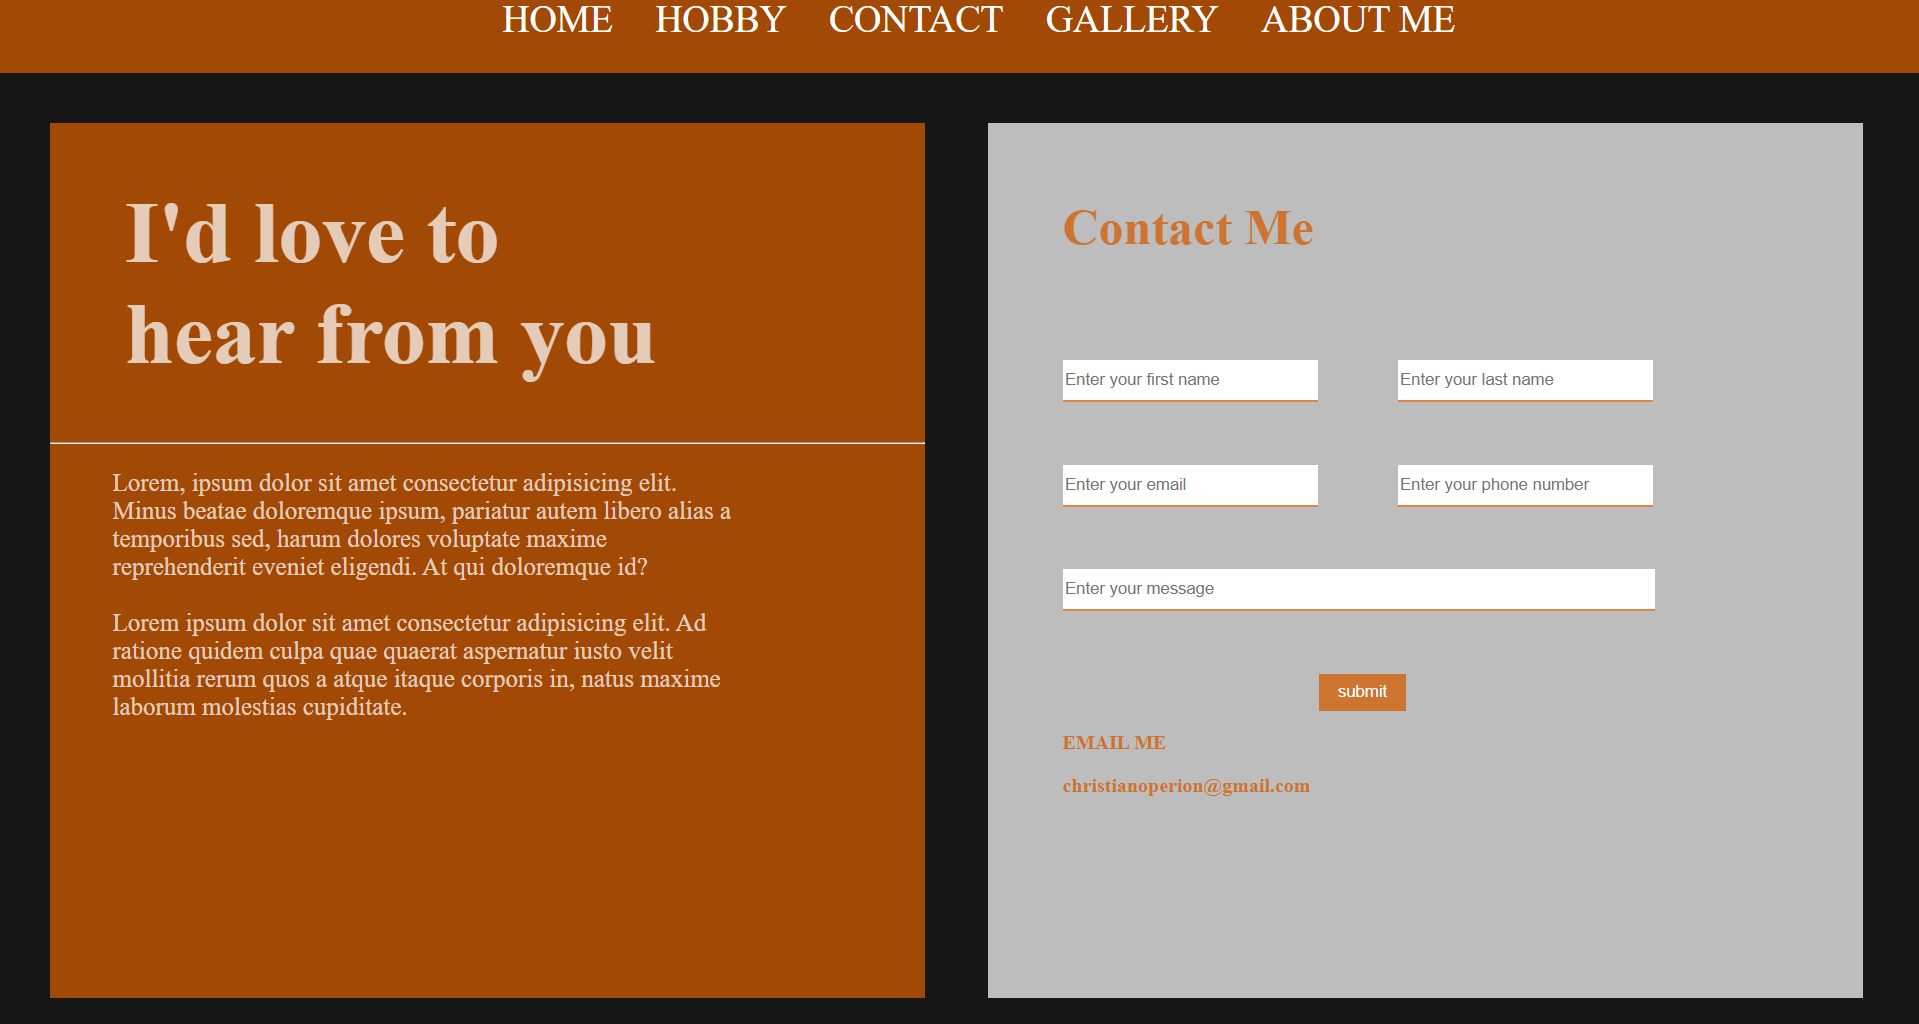 HOME HOBBY CONTACT GALLERY ABOUT ME
I'd love to
hear from you
Lorem, ipsum dolor sit amet consectetur adipisicing elit.
Minus beatae doloremque ipsum, pariatur autem libero alias a
temporibus sed, harum dolores voluptate maxime
reprehenderit eveniet eligendi. At qui doloremque id?
Lorem ipsum dolor sit amet consectetur adipisicing elit. Ad
ratione quidem culpa quae quaerat aspernatur iusto velit
mollitia rerum quos a atque itaque corporis in, natus maxime
laborum molestias cupiditate.
Contact Me
Enter your first name
Enter your last name
Enter your email
Enter your phone number
Enter your message
submit
EMAIL ME
christianoperion@gmail.com